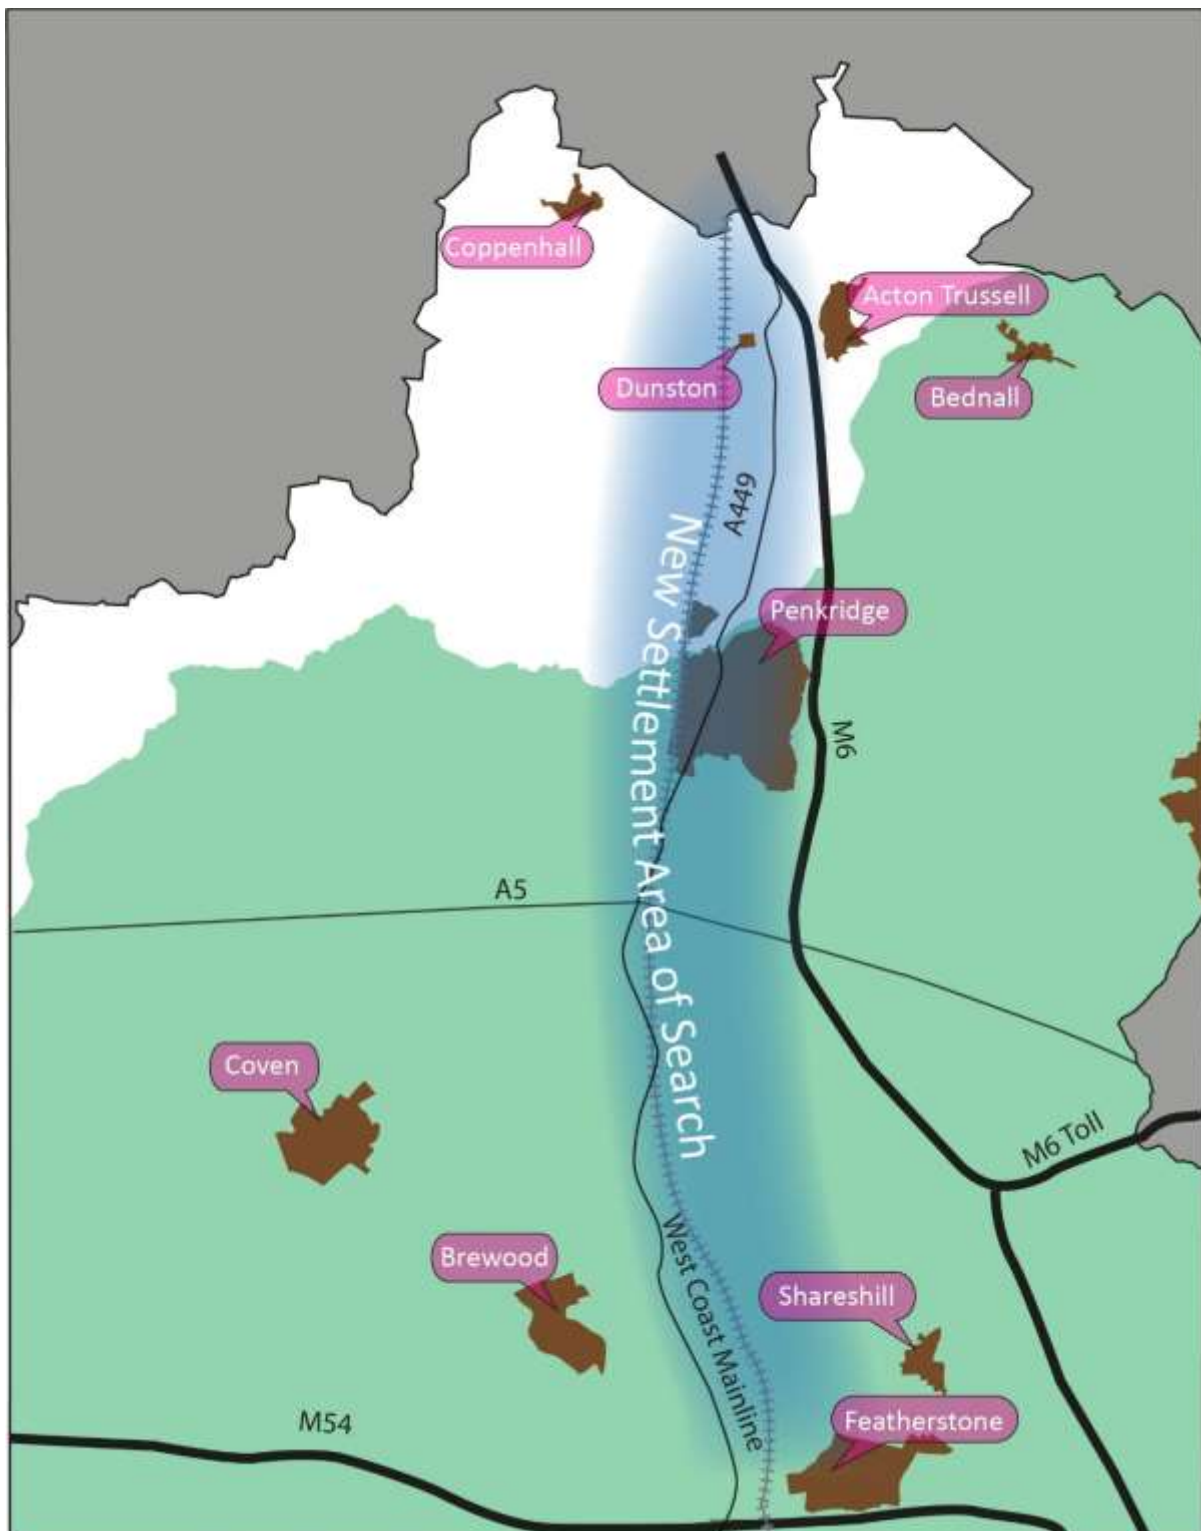 Coppenhall
Acton Trussell
Dunston
Bednall
A449
New Settlement Area of Search
Penkridge
M6
A5
Coven
M6 Toll
Brewood
West Coast Mainline
Shareshill
M54
Featherstone